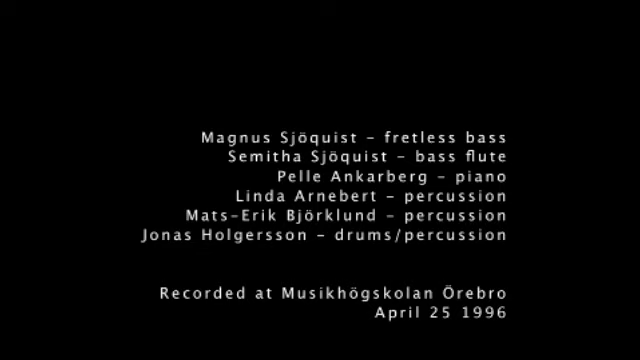 Magnus Sjöquist – fretless bass
Semitha Sjöquist – bass flute
Pelle Ankarberg – piano
Linda Arnebert – percussion
Mats-Erik Björklund – percussion
Jonas Holgersson – drums/percussion
Recorded at Musikhögskolan Örebro
April 25 1996